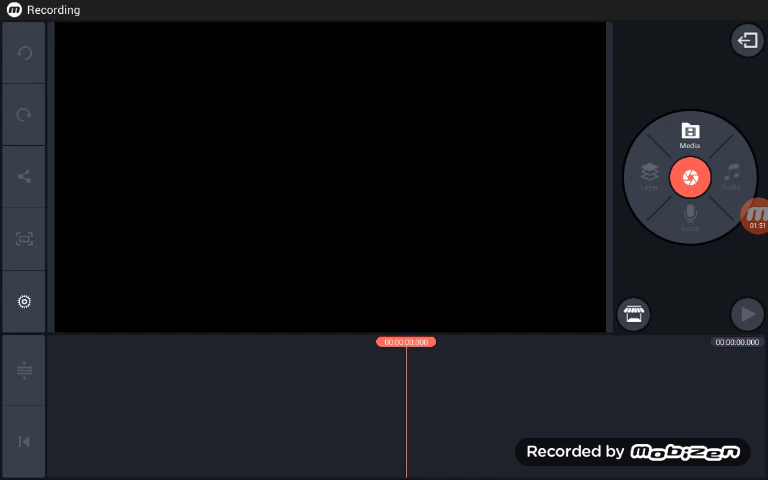 Recording
Media
Layer
Audio
Voice
01:51
00:00:00.000
00:00:00.000
Recorded by mobizen